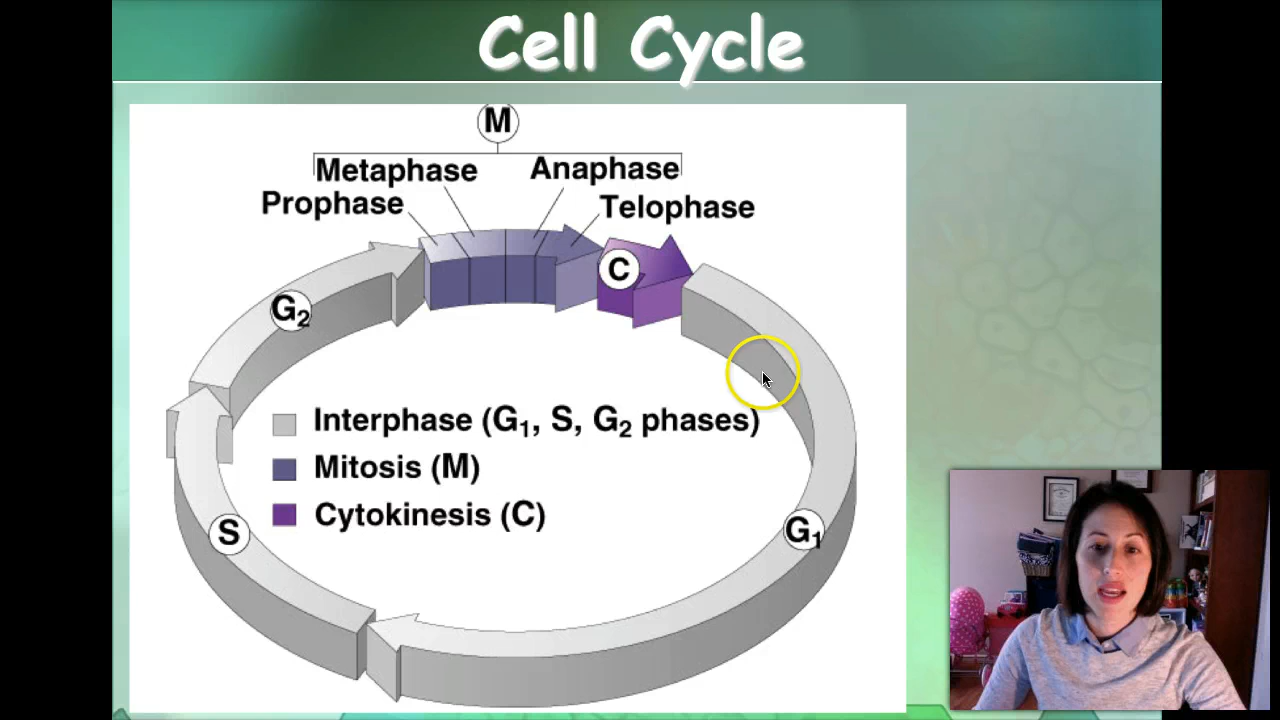 Cell Cycle
M
Metaphase
Anaphase
Prophase
Telophase
C
G₂
Interphase (G₁, S, G₂ phases)
Mitosis (M)
Cytokinesis (C)
S
G₁